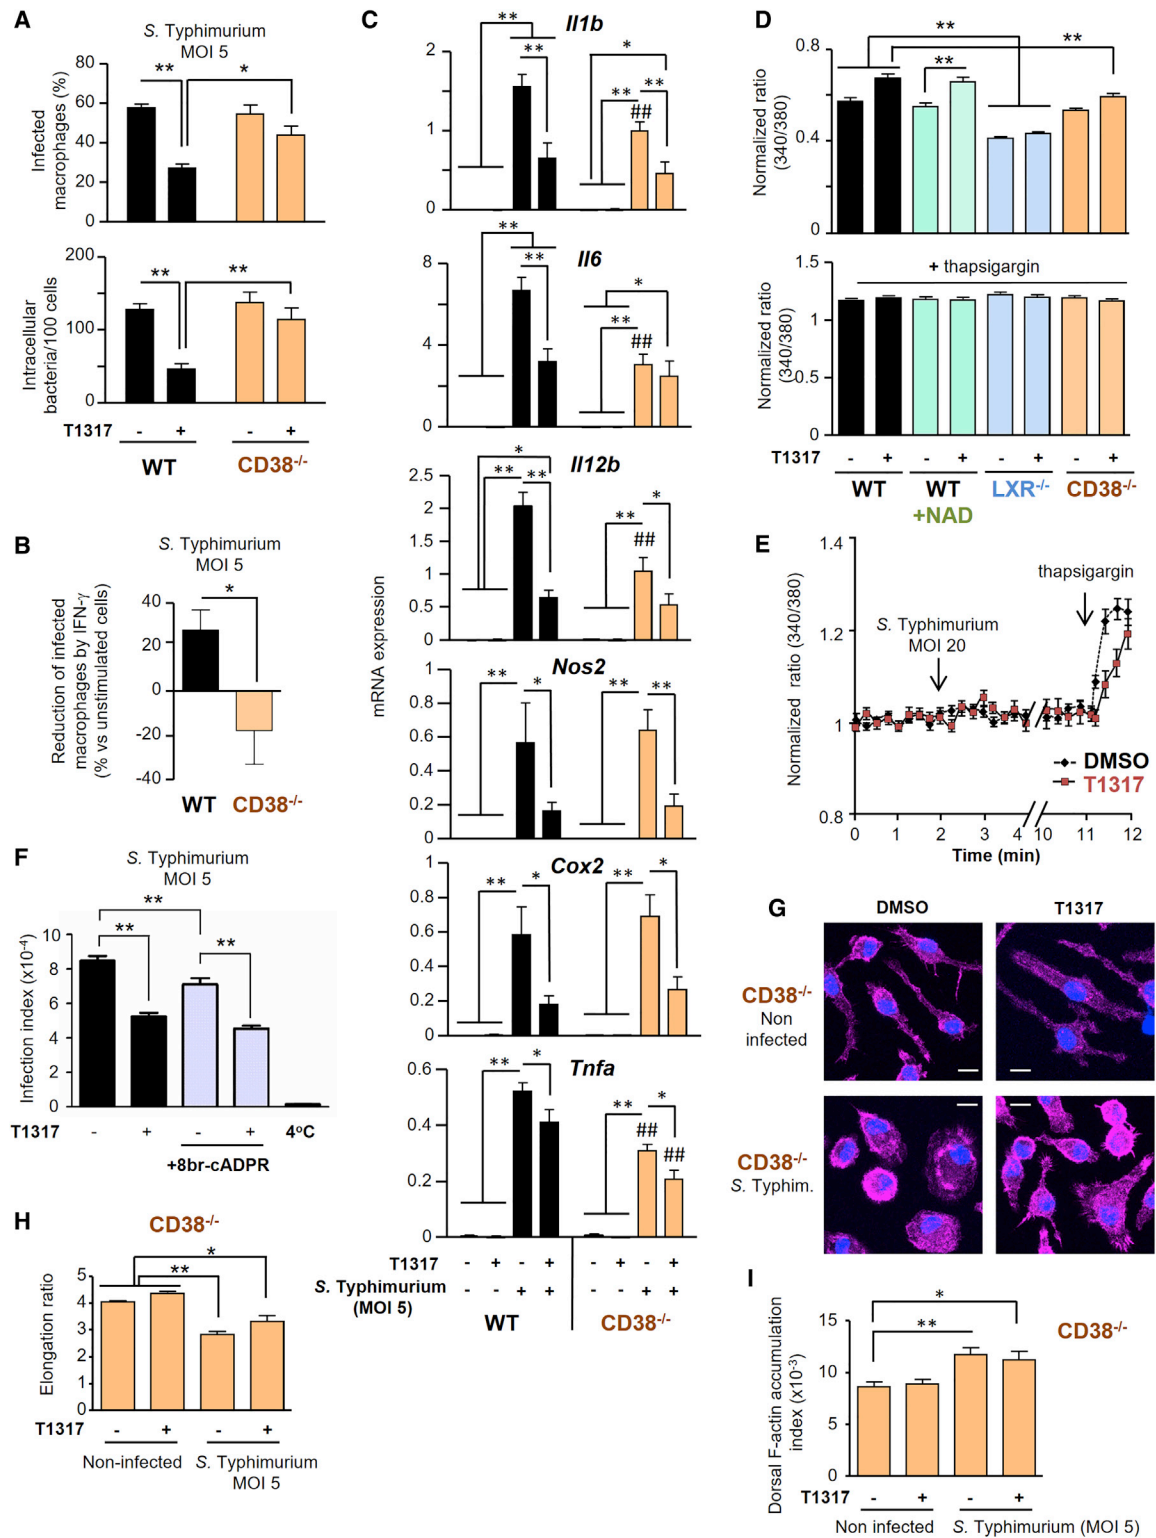 A
S. Typhimurium
MOI 5
Infected
macrophages (%)
80
60
40
20
0
**
*
Intracellular
bacteria/100 cells
200
100
0
**
**
T1317
-
+
-
+
WT
CD38-/-
B
S. Typhimurium
MOI 5
Reduction of infected
macrophages by IFN-γ
(% vs unstimulated cells)
40
20
0
-20
-40
*
WT
CD38-/-
C
mRNA expression
Il1b
2
1
0
**
**
*
**
**
##
Il6
8
4
0
**
**
*
**
##
Il12b
2.5
2
1.5
1
0.5
0
*
**
**
**
*
##
Nos2
1
0.8
0.6
0.4
0.2
0
**
*
**
**
Cox2
1
0.8
0.6
0.4
0.2
0
**
*
**
*
Tnfa
0.6
0.4
0.2
0
**
*
**
*
##
##
T1317
- + - + - + - +
S. Typhimurium
(MOI 5)
- - + + - - + +
WT
CD38-/-
D
Normalized ratio
(340/380)
0.8
0.4
0
**
**
**
Normalized ratio
(340/380)
1.5
1
0.5
0
+ thapsigargin
T1317
- + - + - + - +
WT
WT
+NAD
LXR-/-
CD38-/-
E
Normalized ratio (340/380)
1.4
1.2
1
0.8
thapsigargin
S. Typhimurium
MOI 20
DMSO
T1317
0 1 2 3 4 10 11 12
Time (min)
F
S. Typhimurium
MOI 5
Infection index (x10-4)
10
8
6
4
2
0
**
**
**
T1317
- + - + 4ºC
+8br-cADPR
G
DMSO
T1317
CD38-/-
Non
infected
CD38-/-
S. Typhim.
H
CD38-/-
Elongation ratio
5
4
3
2
1
0
*
**
T1317
- + - +
Non-infected
S. Typhimurium
MOI 5
I
CD38-/-
Dorsal F-actin accumulation
index (x10-3)
15
10
5
0
*
**
T1317
- + - +
Non infected
S. Typhimurium (MOI 5)